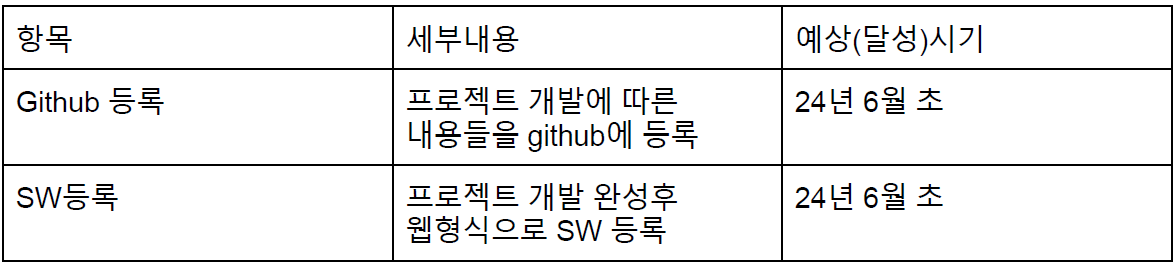 항목 세부내용 예상(달성)시기
Github 등록 프로젝트 개발에 따른 24년 6월 초
내용들을 github에 등록
SW등록 프로젝트 개발 완성후 24년 6월 초
웹형식으로 SW 등록